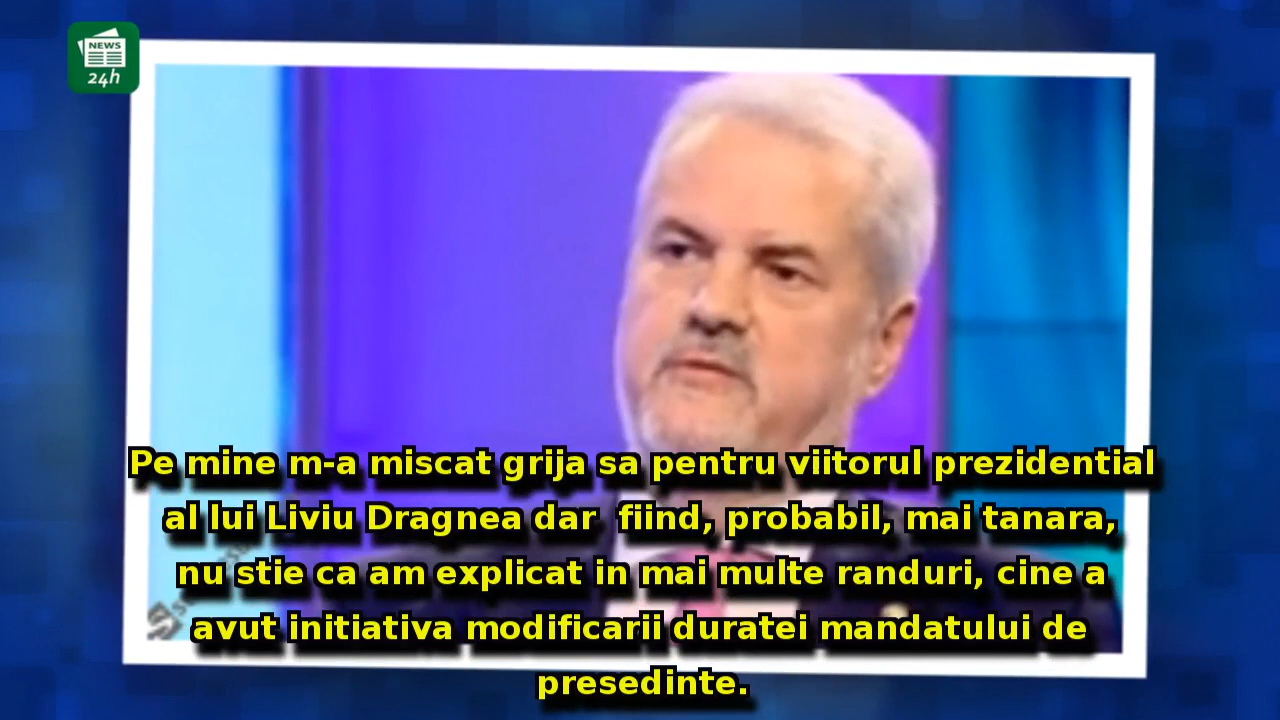 NEWS
24h
Pe mine m-a miscat grija sa pentru viitorul prezidential
al lui Liviu Dragnea dar  fiind, probabil, mai tanara,
nu stie ca am explicat in mai multe randuri, cine a
avut initiativa modificarii duratei mandatului de
presedinte.